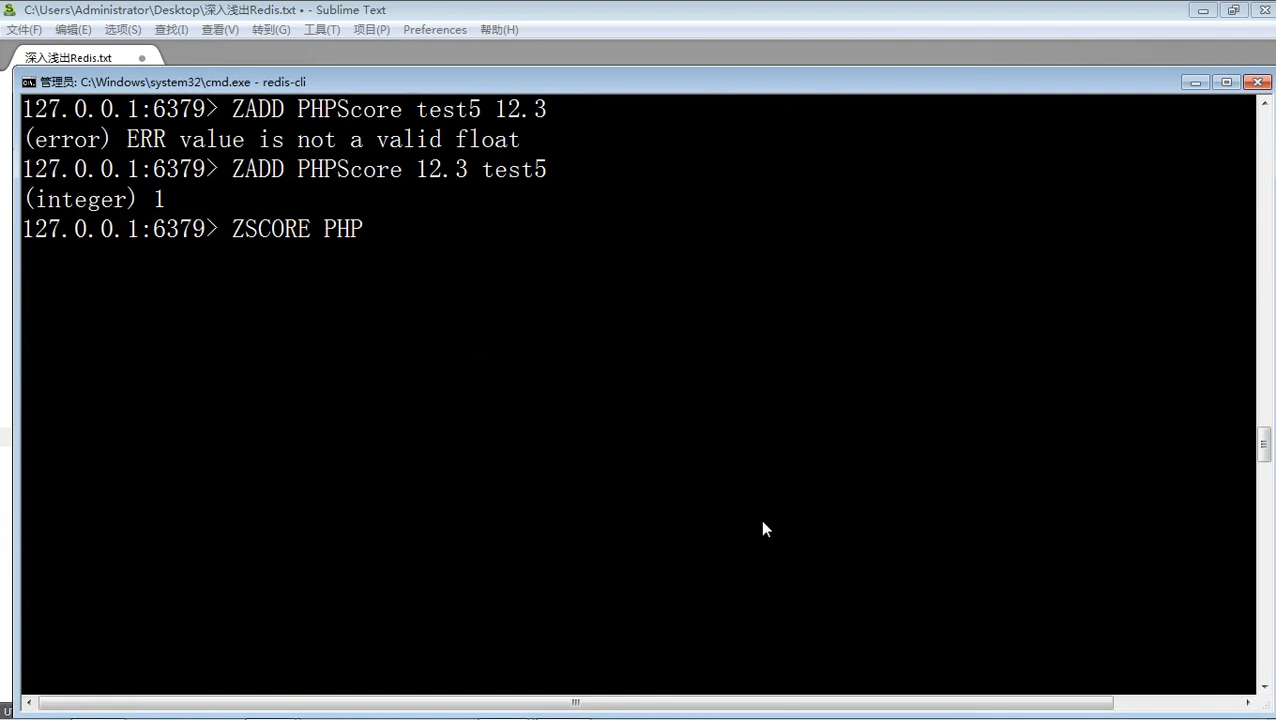 C:\Users\Administrator\Desktop\深入浅出Redis.txt • - Sublime Text
文件(F) 编辑(E) 选项(S) 查找(I) 查看(V) 转到(G) 工具(T) 项目(P) Preferences 帮助(H)
深入浅出Redis.txt
管理员: C:\Windows\system32\cmd.exe - redis-cli
127.0.0.1:6379> ZADD PHPScore test5 12.3
(error) ERR value is not a valid float
127.0.0.1:6379> ZADD PHPScore 12.3 test5
(integer) 1
127.0.0.1:6379> ZSCORE PHP